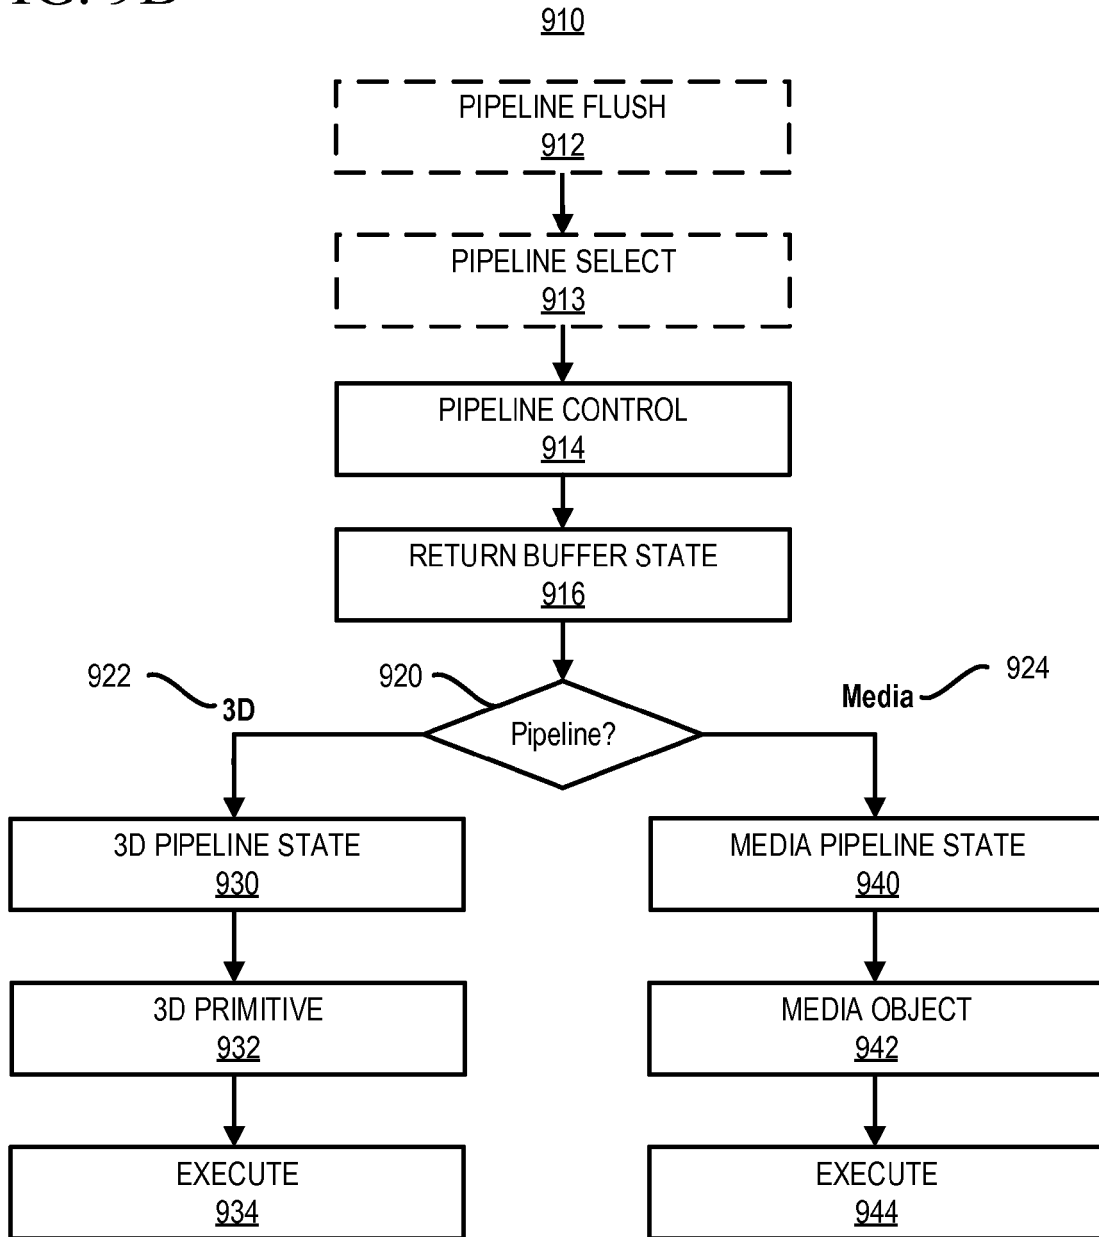 FIG. 9B
910
PIPELINE FLUSH
912
PIPELINE SELECT
913
PIPELINE CONTROL
914
RETURN BUFFER STATE
916
922
3D
920
Pipeline?
Media
924
3D PIPELINE STATE
930
MEDIA PIPELINE STATE
940
3D PRIMITIVE
932
MEDIA OBJECT
942
EXECUTE
934
EXECUTE
944